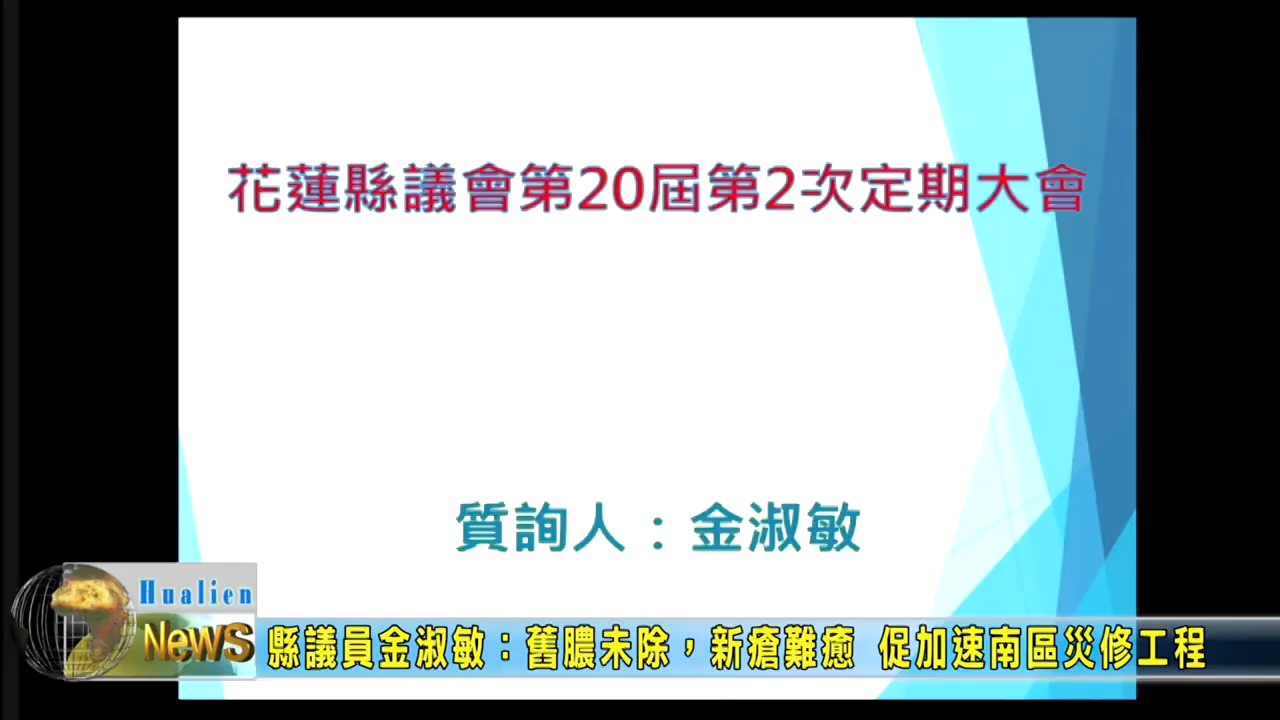 花蓮縣議會第20屆第2次定期大會
質詢人：金淑敏
Hualien
NewS
縣議員金淑敏：舊膿未除，新瘡難癒 促加速南區災修工程